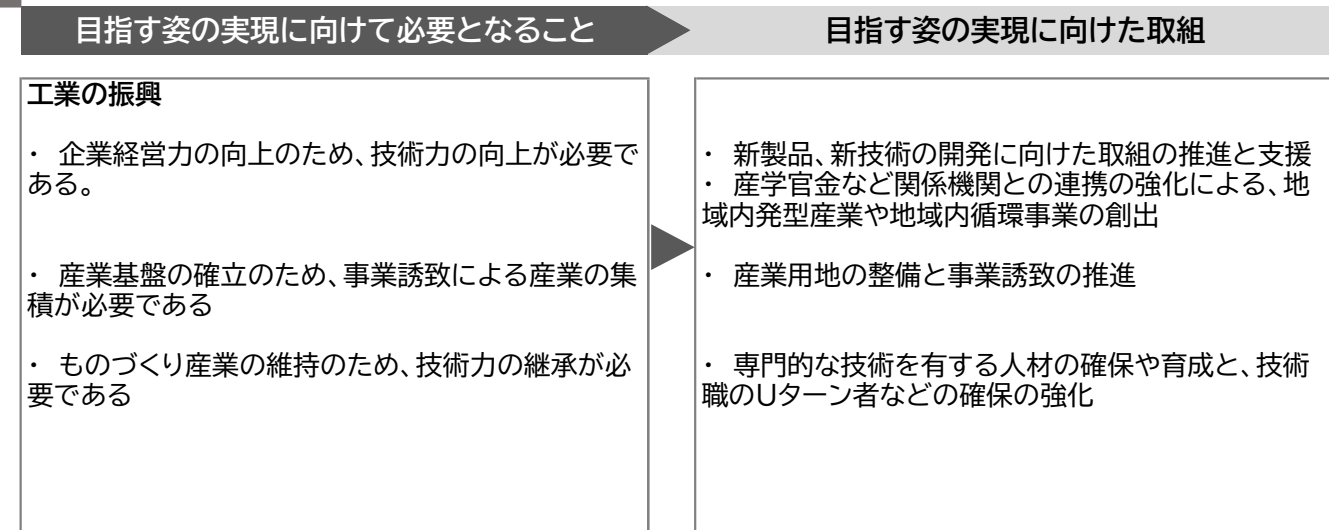 目指す姿の実現に向けて必要となること
目指す姿の実現に向けた取組
工業の振興
・ 企業経営力の向上のため、技術力の向上が必要で
ある。
・ 産業基盤の確立のため、事業誘致による産業の集
積が必要である
・ ものづくり産業の維持のため、技術力の継承が必
要である
・ 新製品、新技術の開発に向けた取組の推進と支援
・ 産学官金など関係機関との連携の強化による、地
域内発型産業や地域内循環事業の創出
・ 産業用地の整備と事業誘致の推進
・ 専門的な技術を有する人材の確保や育成と、技術
職のUターン者などの確保の強化